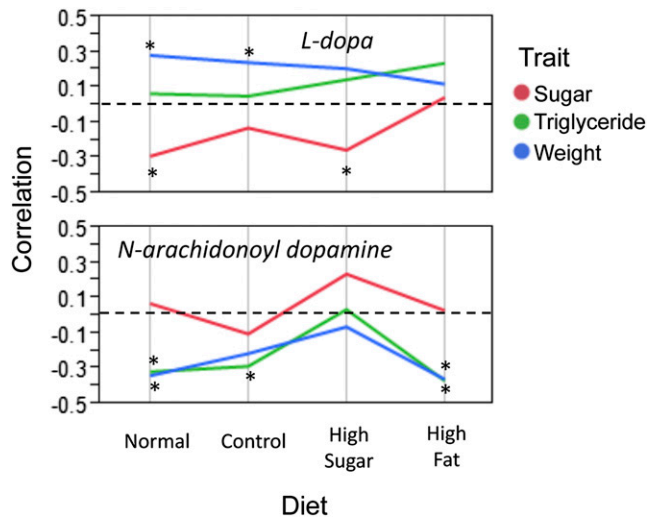 0.5
L-dopa
0.3
0.1
-0.1
-0.3
-0.5
*
*
*
*
Trait
Sugar
Triglyceride
Weight
Correlation
0.5
N-arachidonoyl dopamine
0.3
0.1
-0.1
-0.3
-0.5
*
*
*
*
*
Normal
Control
High
Sugar
High
Fat
Diet